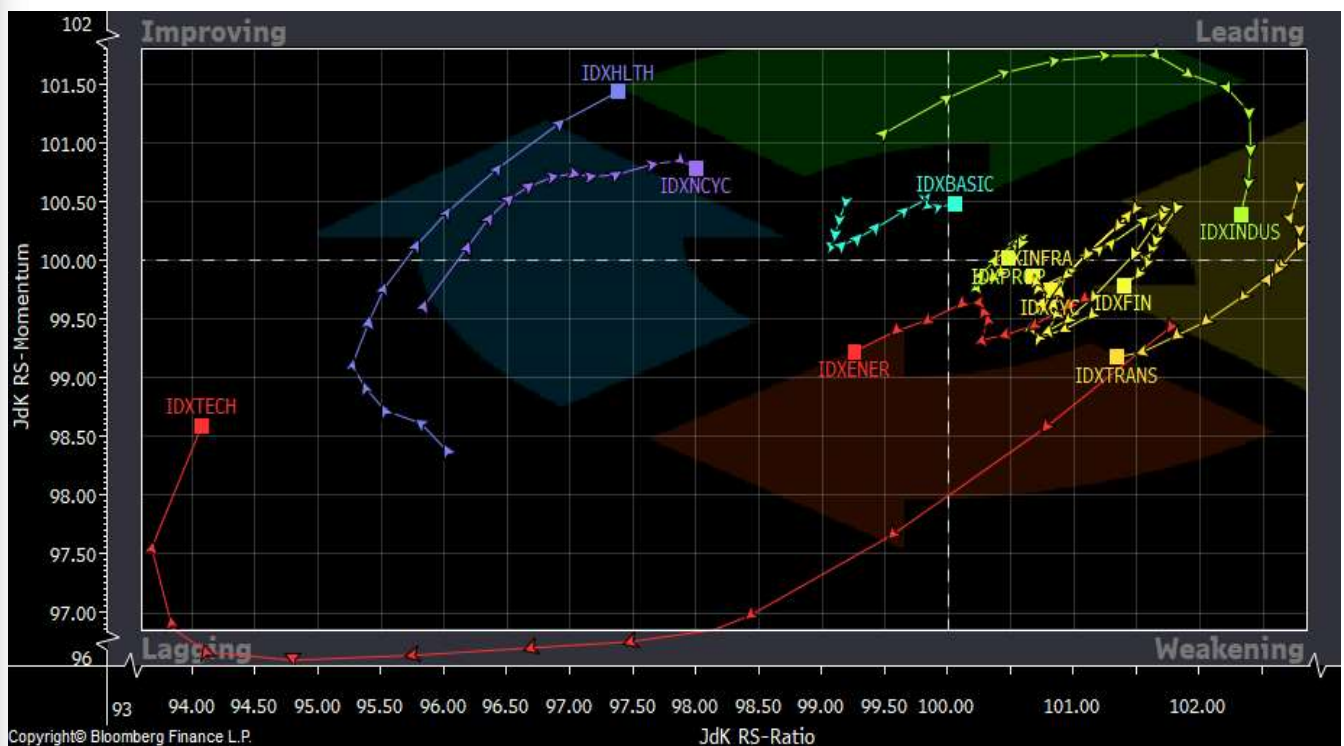 102
Improving
Leading
IDXHLTH
101.50
101.00
IDXNCYC
IDXBASIC
100.50
IDXINDUS
100.00
IDXINFRA
IDXPROP
IDXCYC
IDXFIN
99.50
JdK RS-Momentum
IDXENER
IDXTRANS
99.00
IDXTECH
98.50
98.00
97.50
97.00
96
Lagging
Weakening
93
94.00 94.50 95.00 95.50 96.00 96.50 97.00 97.50 98.00 98.50 99.00 99.50 100.00 101.00 102.00
Copyright© Bloomberg Finance L.P.
JdK RS-Ratio